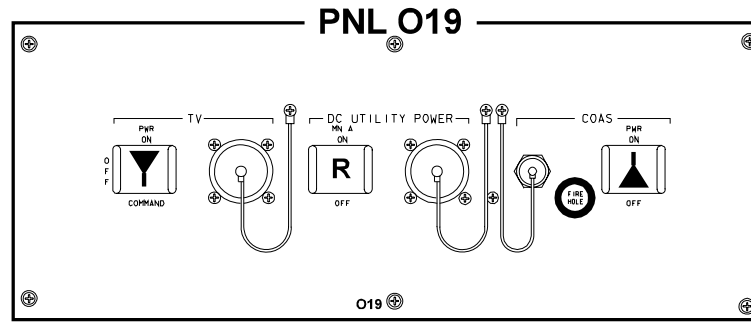 PNL O19
TV
DC UTILITY POWER
COAS
PWR
ON
OFF
COMMAND
MN A
ON
R
OFF
FIRE
HOLE
PWR
ON
OFF
O19